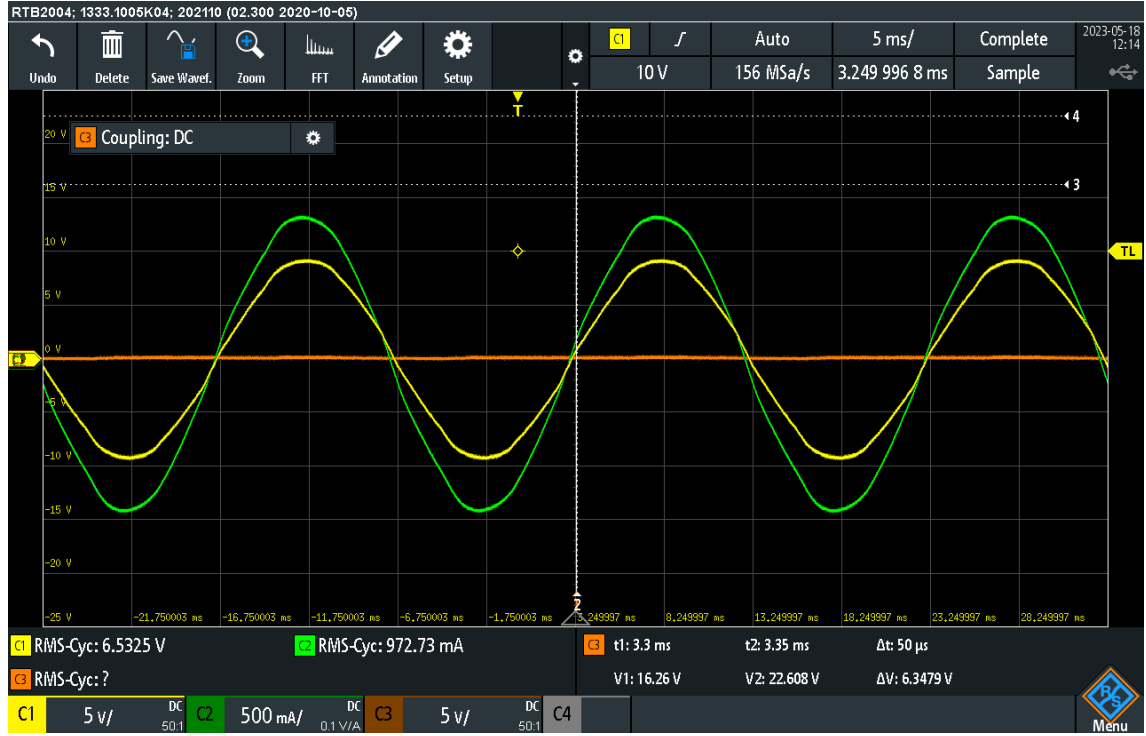 RTB2004; 1333.1005K04; 202110 (02.300 2020-10-05)
Undo Delete Save Wavef. Zoom FFT Annotation Setup
C1 Auto 5 ms/ Complete
10 V 156 MSa/s 3.249 996 8 ms Sample
2023-05-18
12:14
T
4
20 V
C3 Coupling: DC
3
15 V
10 V
TL
5 V
0 V
-5 V
-10 V
-15 V
-20 V
2
-25 V -21,750003 ms -16,750003 ms -11,750003 ms -6,750003 ms -1,750003 ms 3,249997 ms 8,249997 ms 13,249997 ms 18,249997 ms 23,249997 ms 28,249997 ms
C1 RMS-Cyc: 6.5325 V C2 RMS-Cyc: 972.73 mA
C3 RMS-Cyc: ?
C3 t1: 3.3 ms t2: 3.35 ms Δt: 50 µs
V1: 16.26 V V2: 22.608 V ΔV: 6.3479 V
C1 5 V/ DC 50:1 C2 500 mA/ DC 0.1 V/A C3 5 V/ DC 50:1 C4
R&S
Menu